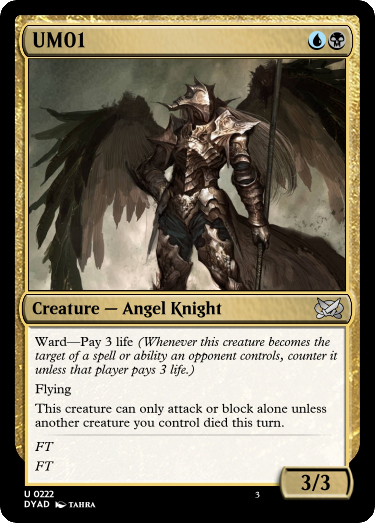 UM01
Creature — Angel Knight
Ward—Pay 3 life (Whenever this creature becomes the
target of a spell or ability an opponent controls, counter it
unless that player pays 3 life.)
Flying
This creature can only attack or block alone unless
another creature you control died this turn.
FT
FT
3/3
U 0222
3
DYAD TAHRA